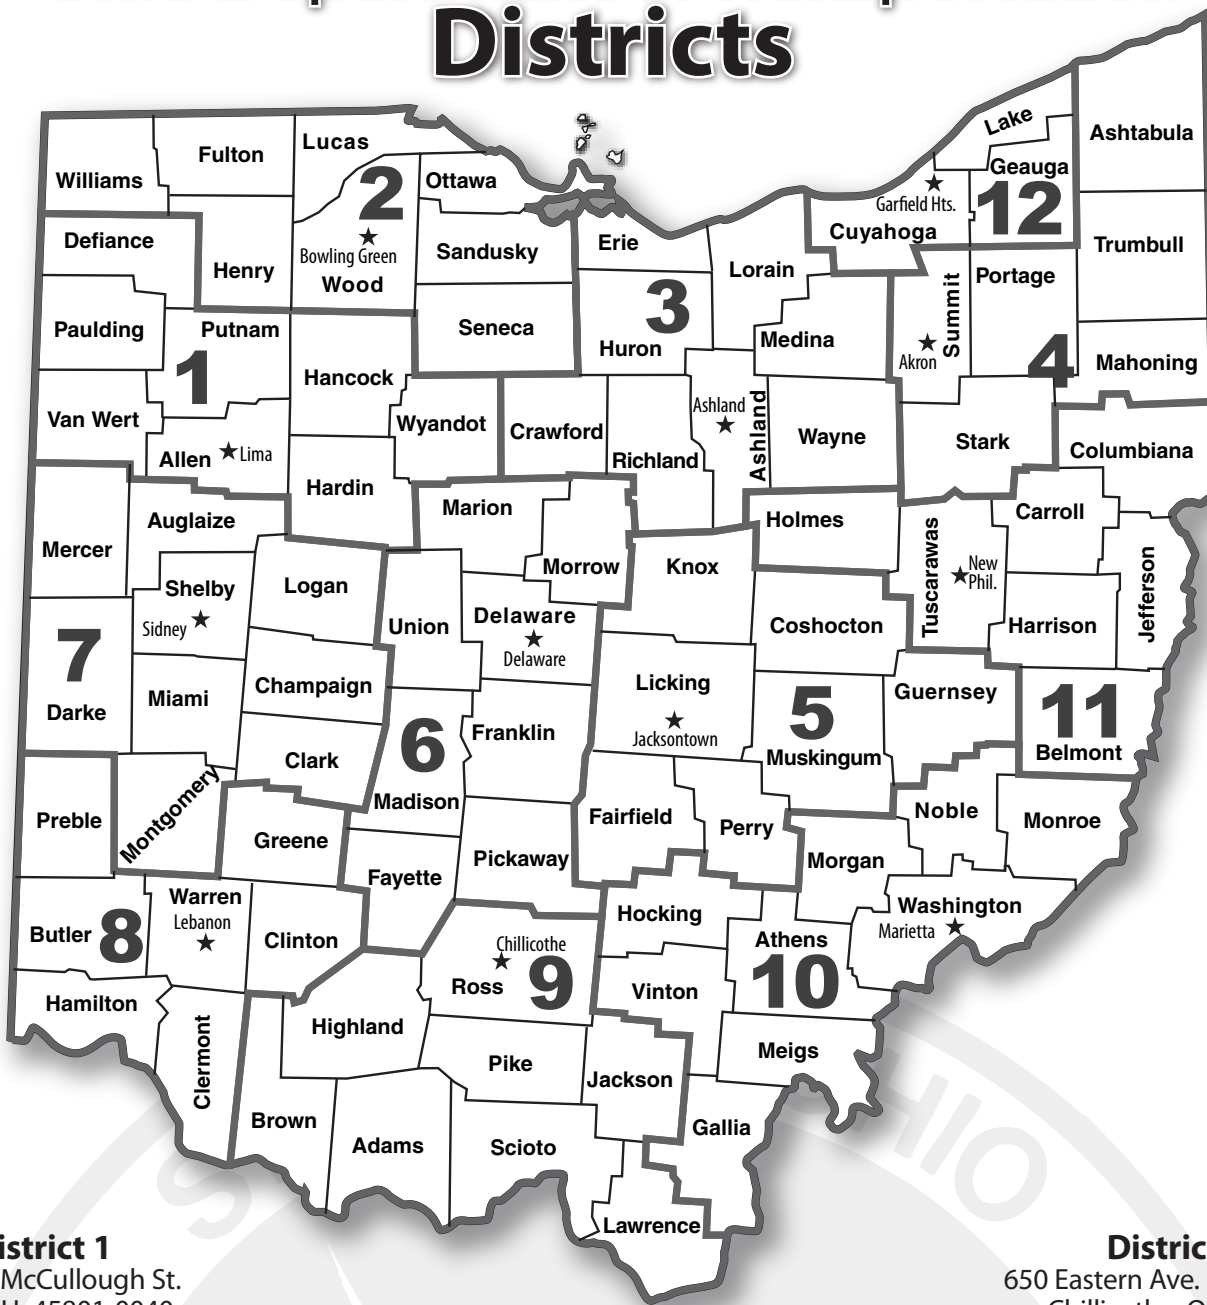 Districts
Lake
Ashtabula
Lucas
Fulton
Geauga
Williams
2
Ottawa
12
Garfield Hts.
Cuyahoga
Defiance
Erie
Trumbull
Sandusky
Bowling Green
Henry
Wood
Lorain
Portage
Summit
3
Paulding
Putnam
Seneca
Medina
Huron
Akron
4
Mahoning
1
Hancock
Ashland
Ashland
Van Wert
Wyandot
Crawford
Wayne
Stark
Columbiana
Allen
Lima
Richland
Hardin
Marion
Carroll
Auglaize
Holmes
Mercer
Morrow
Knox
Tuscarawas
New
Phil.
Jefferson
Shelby
Logan
Sidney
Union
Delaware
Delaware
Coshocton
Harrison
7
Champaign
Licking
Guernsey
Miami
Darke
5
11
Jacksontown
Franklin
6
Muskingum
Belmont
Clark
Madison
Montgomery
Preble
Greene
Fairfield
Perry
Noble
Monroe
Pickaway
Morgan
Fayette
Warren
Lebanon
Butler
8
Clinton
Hocking
Washington
Marietta
Chillicothe
Athens
Ross
9
10
Vinton
Hamilton
Highland
Clermont
Pike
Meigs
Jackson
Brown
Gallia
Adams
Scioto
Lawrence
S
HIO
istrict 1
McCullough St.
Distric
650 Eastern Ave.